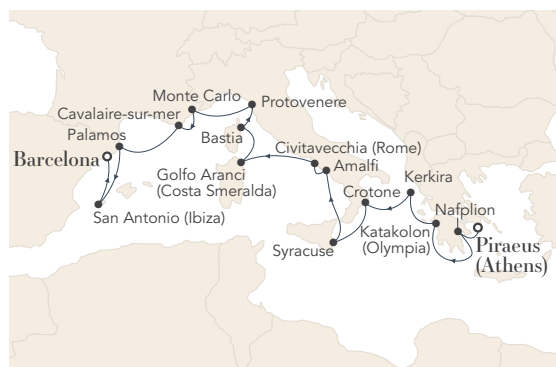 Monte Carlo
Protovenere
Cavalaire-sur-mer
Palamos
Bastia
Barcelona
Civitavecchia (Rome)
Amalfi
Golfo Aranci
(Costa Smeralda)
Kerkira
Crotone
San Antonio (Ibiza)
Nafplion
Katakolon
(Olympia)
Syracuse
Piraeus
(Athens)